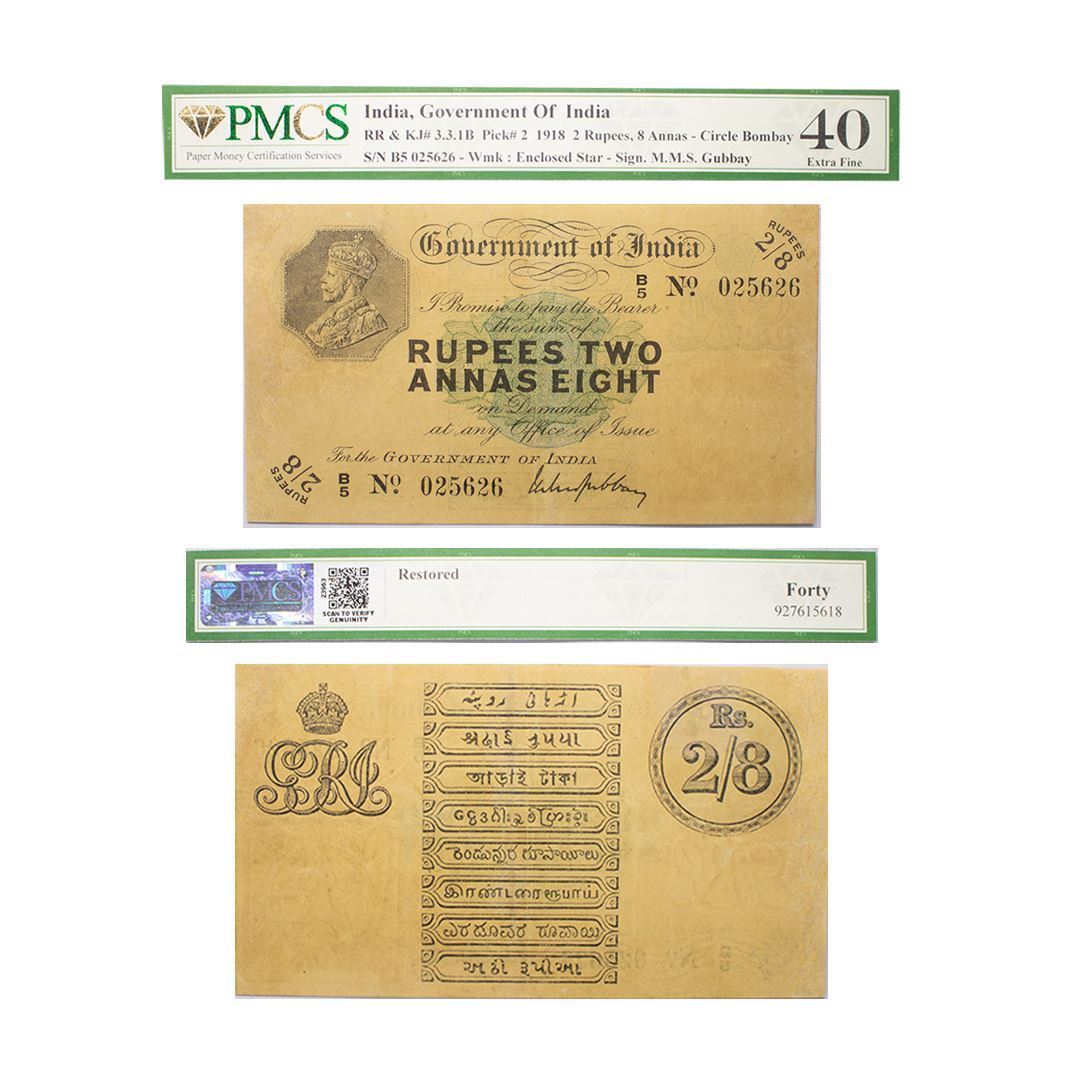 PMCS
Paper Money Certification Services
India, Government Of India
RR & KJ# 3.3.1B Pick# 2 1918 2 Rupees, 8 Annas - Circle Bombay
S/N B5 025626 - Wmk : Enclosed Star - Sign. M.M.S. Gubbay
40
Extra Fine
Government of India
RUPEES
2/8
B
5 Nº 025626
I Promise to pay the Bearer
the sum of
RUPEES TWO
ANNAS EIGHT
on Demand
at any Office of Issue
For the GOVERNMENT OF INDIA
RUPEES
2/8
B
5 Nº 025626
PMCS
23963
SCAN TO VERIFY
GENUINITY
Restored
Forty
927615618
GRI
اڑہائی روپیہ
আড়াই টাকা
இரண்டரை ரூபாய்
અઢી રૂપીઆ
Rs.
2/8